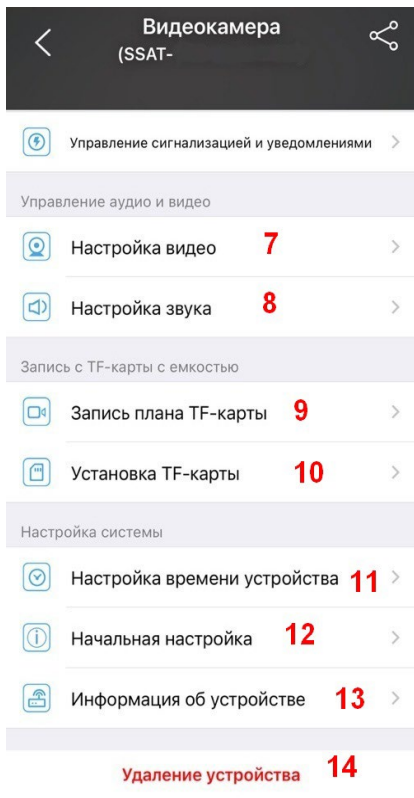 Видеокамера
(SSAT-
Управление сигнализацией и уведомлениями
Управление аудио и видео
Настройка видео 7
Настройка звука 8
Запись с TF-карты с емкостью
Запись плана TF-карты 9
Установка TF-карты 10
Настройка системы
Настройка времени устройства 11
Начальная настройка 12
Информация об устройстве 13
Удаление устройства 14